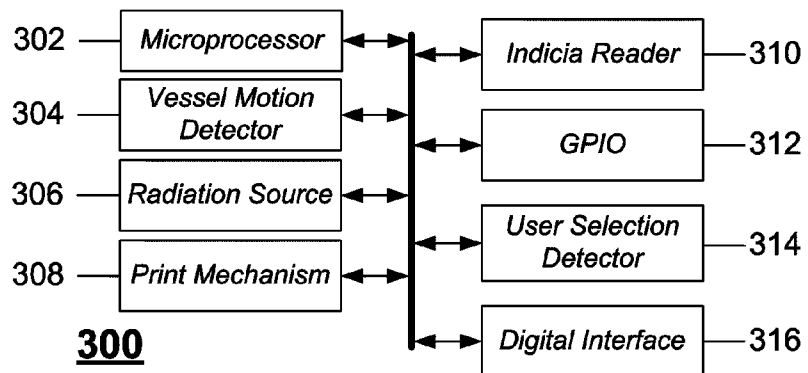 302 Microprocessor
304 Vessel Motion
Detector
306 Radiation Source
308 Print Mechanism
300
Indicia Reader 310
GPIO 312
User Selection
Detector 314
Digital Interface 316